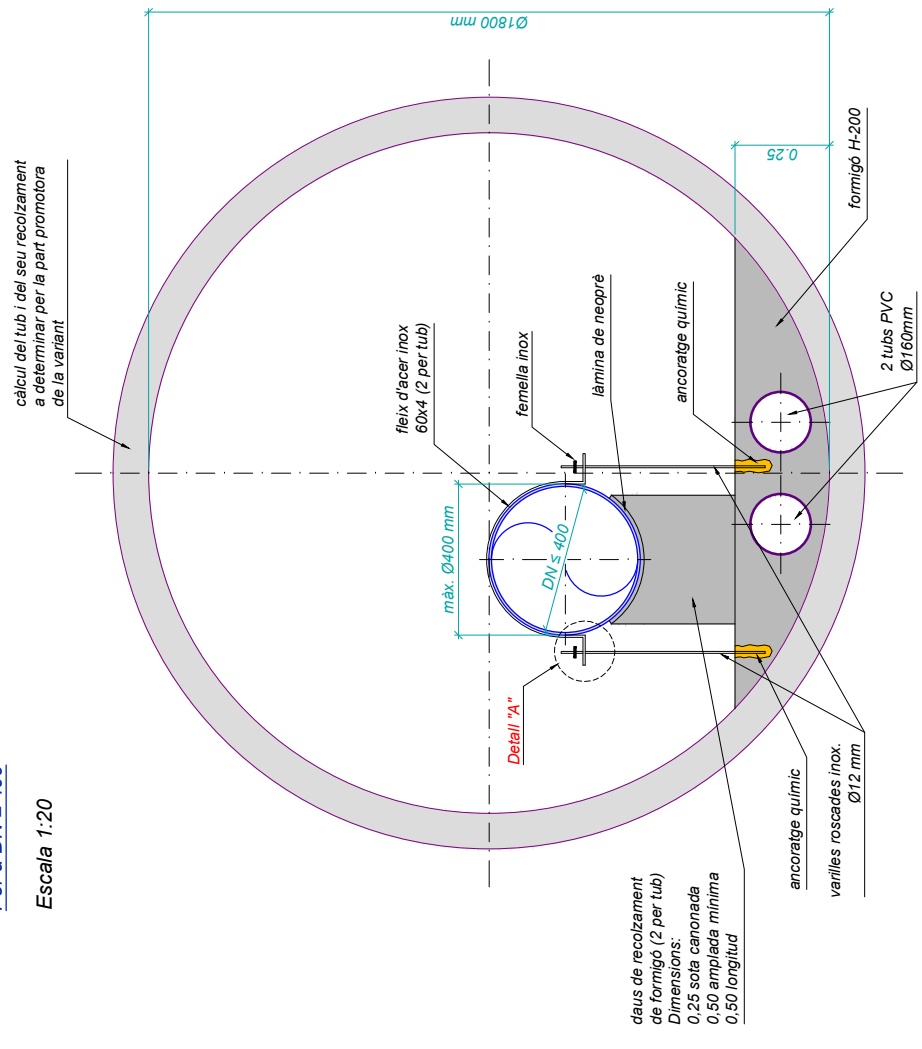 Escala 1:20
càlcul del tub i del seu recolzament
a determinar per la part promotora
de la variant
Ø1800 mm
fleix d'acer inox
60x4 (2 per tub)
femella inox
làmina de neoprè
ancoratge químic
0.25
formigó H-200
2 tubs PVC
Ø160mm
màx. Ø400 mm
DN ≤ 400
Detall "A"
daus de recolzament
de formigó (2 per tub)
Dimensions:
0,25 sota canonada
0,50 amplada mínima
0,50 longitud
ancoratge químic
varilles roscades inox.
Ø12 mm